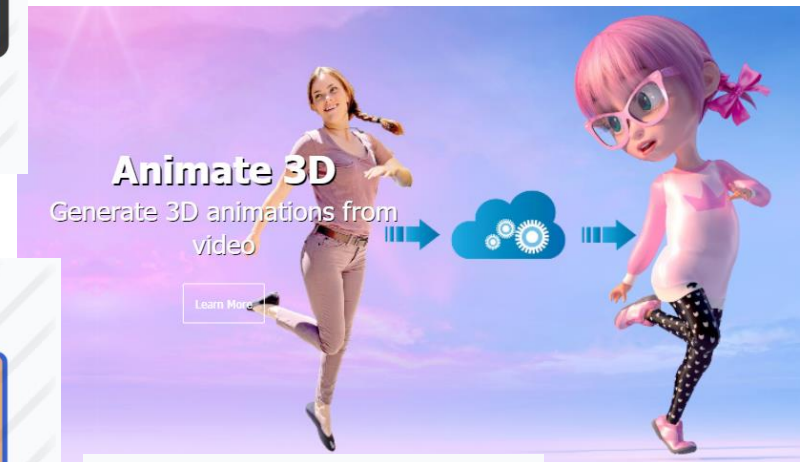 Animate 3D
Generate 3D animations from
video
Learn More